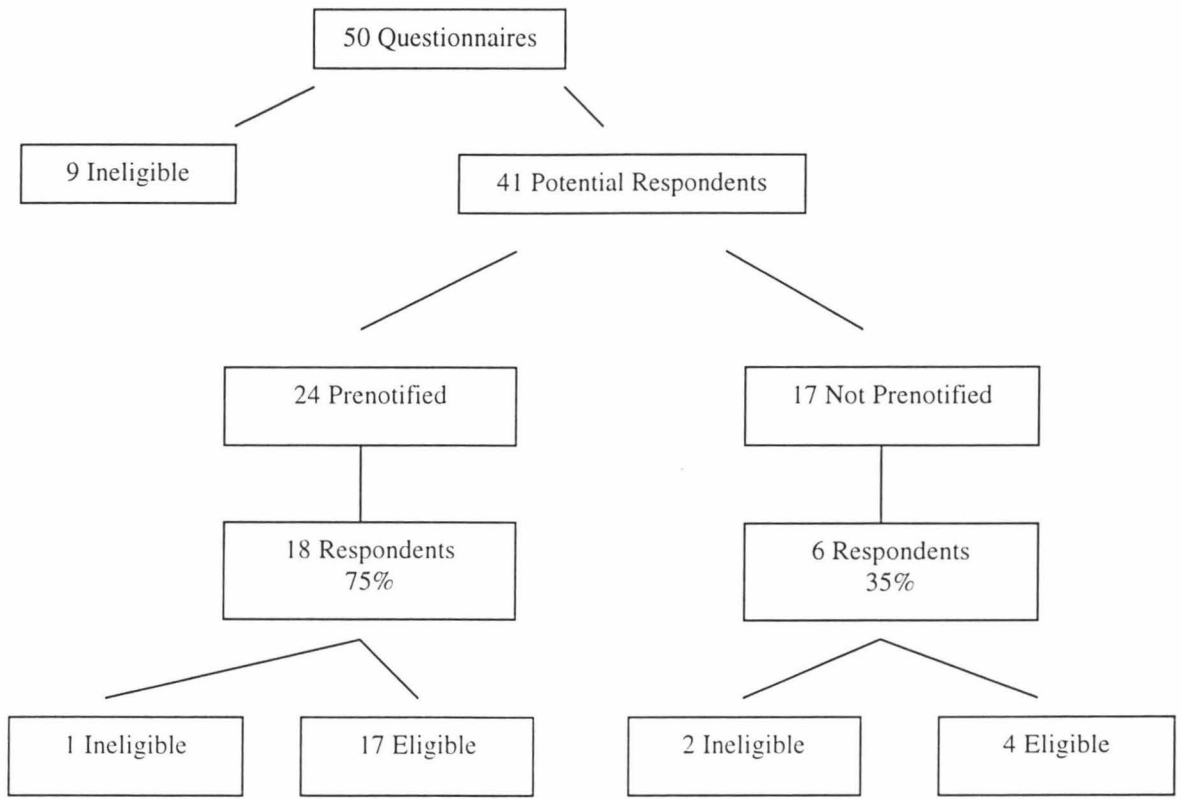 50 Questionnaires
9 Ineligible
41 Potential Respondents
24 Prenotified
17 Not Prenotified
18 Respondents
75%
6 Respondents
35%
1 Ineligible
17 Eligible
2 Ineligible
4 Eligible